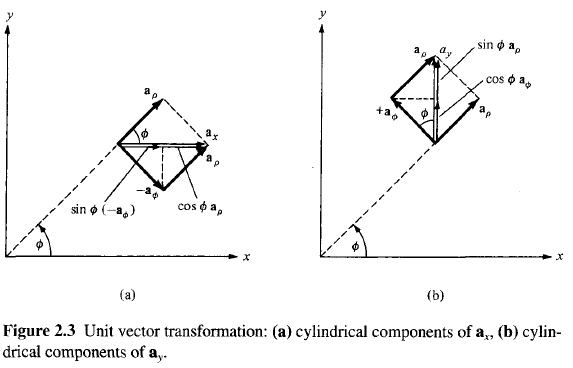 y
a_ρ
ϕ
a_x
a_ρ
-a_ϕ
sin ϕ (-a_ϕ)
cos ϕ a_ρ
ϕ
x
(a)
y
a_ρ
a_y
sin ϕ a_ρ
cos ϕ a_ϕ
+a_ϕ
ϕ
a_ρ
ϕ
x
(b)
Figure 2.3 Unit vector transformation: (a) cylindrical components of a_x, (b) cylin-
drical components of a_y.